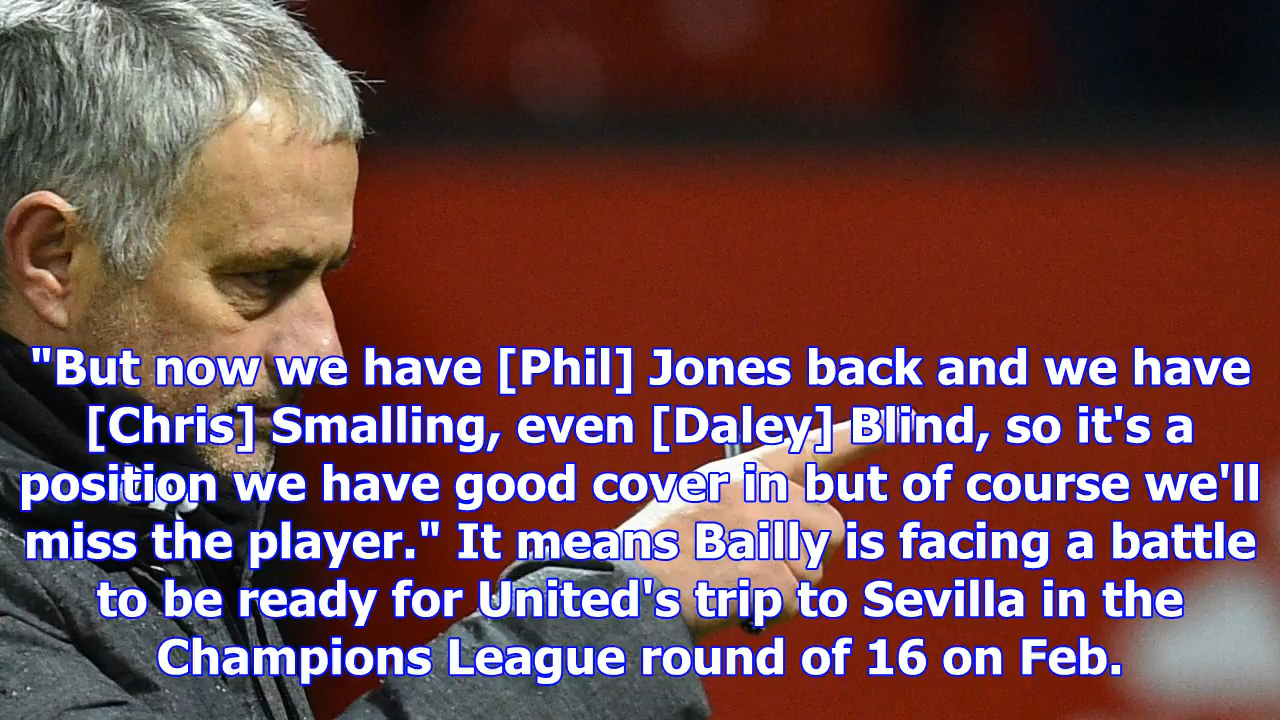 "But now we have [Phil] Jones back and we have
[Chris] Smalling, even [Daley] Blind, so it's a
position we have good cover in but of course we'll
miss the player." It means Bailly is facing a battle
to be ready for United's trip to Sevilla in the
Champions League round of 16 on Feb.